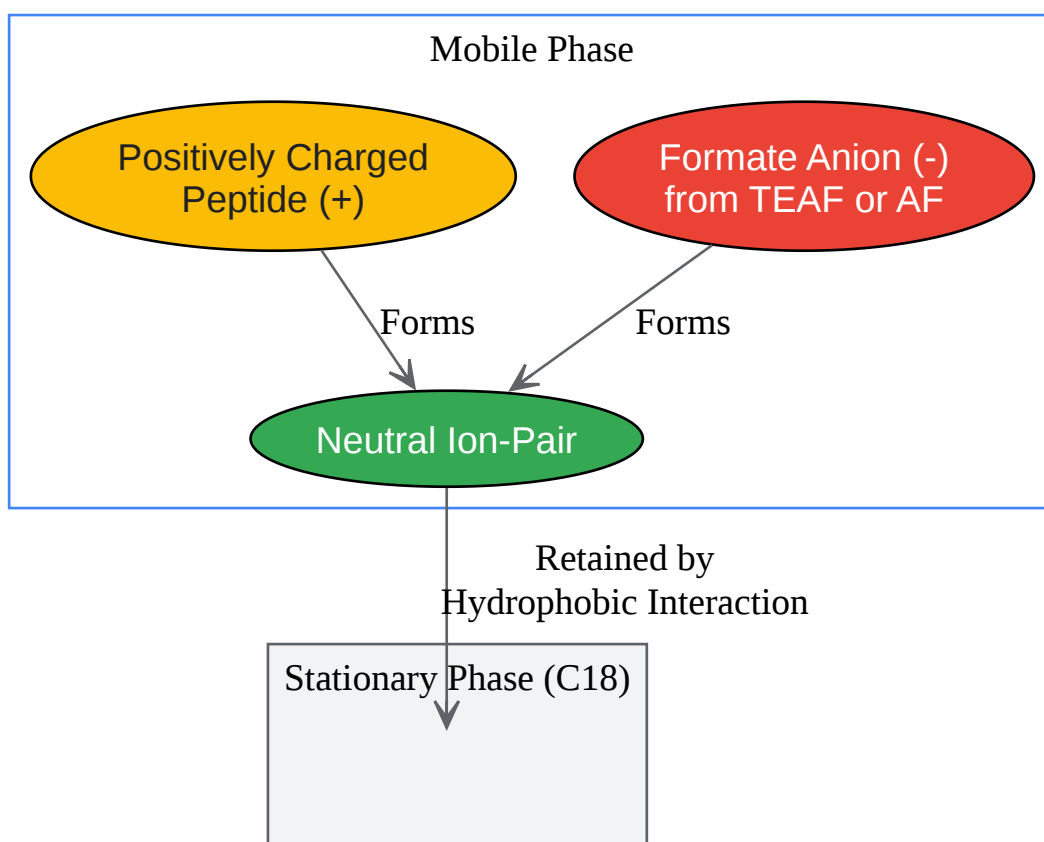 Mobile Phase
Positively Charged
Peptide (+)
Formate Anion (-)
from TEAF or AF
Forms
Forms
Neutral Ion-Pair
Retained by
Hydrophobic Interaction
Stationary Phase (C18)